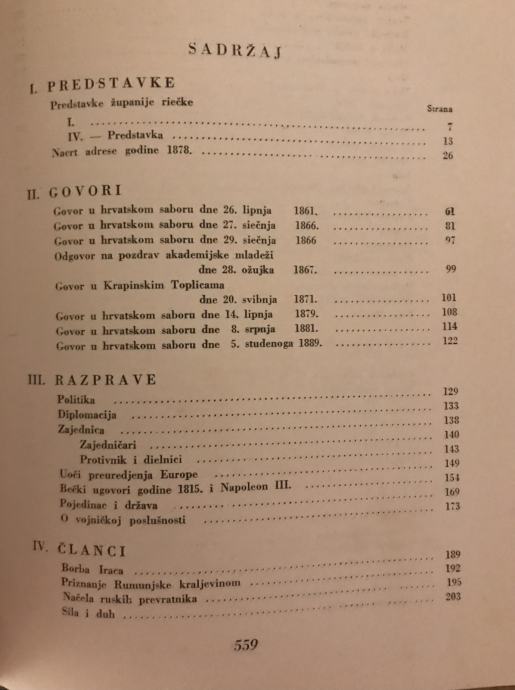 SADRŽAJ
I. PREDSTAVKE
Predstavke županije riečke
Strana
I. 7
IV. — Predstavka 13
Nacrt adrese godine 1878. 26
II. GOVORI
Govor u hrvatskom saboru dne 26. lipnja 1861. 61
Govor u hrvatskom saboru dne 27. siečnja 1866. 81
Govor u hrvatskom saboru dne 29. siečnja 1866 97
Odgovor na pozdrav akademijske mladeži
dne 28. ožujka 1867. 99
Govor u Krapinskim Toplicama
dne 20. svibnja 1871. 101
Govor u hrvatskom saboru dne 14. lipnja 1879. 108
Govor u hrvatskom saboru dne 8. srpnja 1881. 114
Govor u hrvatskom saboru dne 5. studenoga 1889. 122
III. RAZPRAVE
Politika 129
Diplomacija 133
Zajednica 138
Zajedničari 140
Protivnik i dielnici 143
Uoči preuredjenja Europe 149
Bečki ugovori godine 1815. i Napoleon III. 154
Pojedinac i država 169
O vojničkoj poslušnosti 173
IV. ČLANCI
Borba Iraca 189
Priznanje Rumunjske kraljevinom 192
Načela ruskih prevratnika 195
Sila i duh 203
559